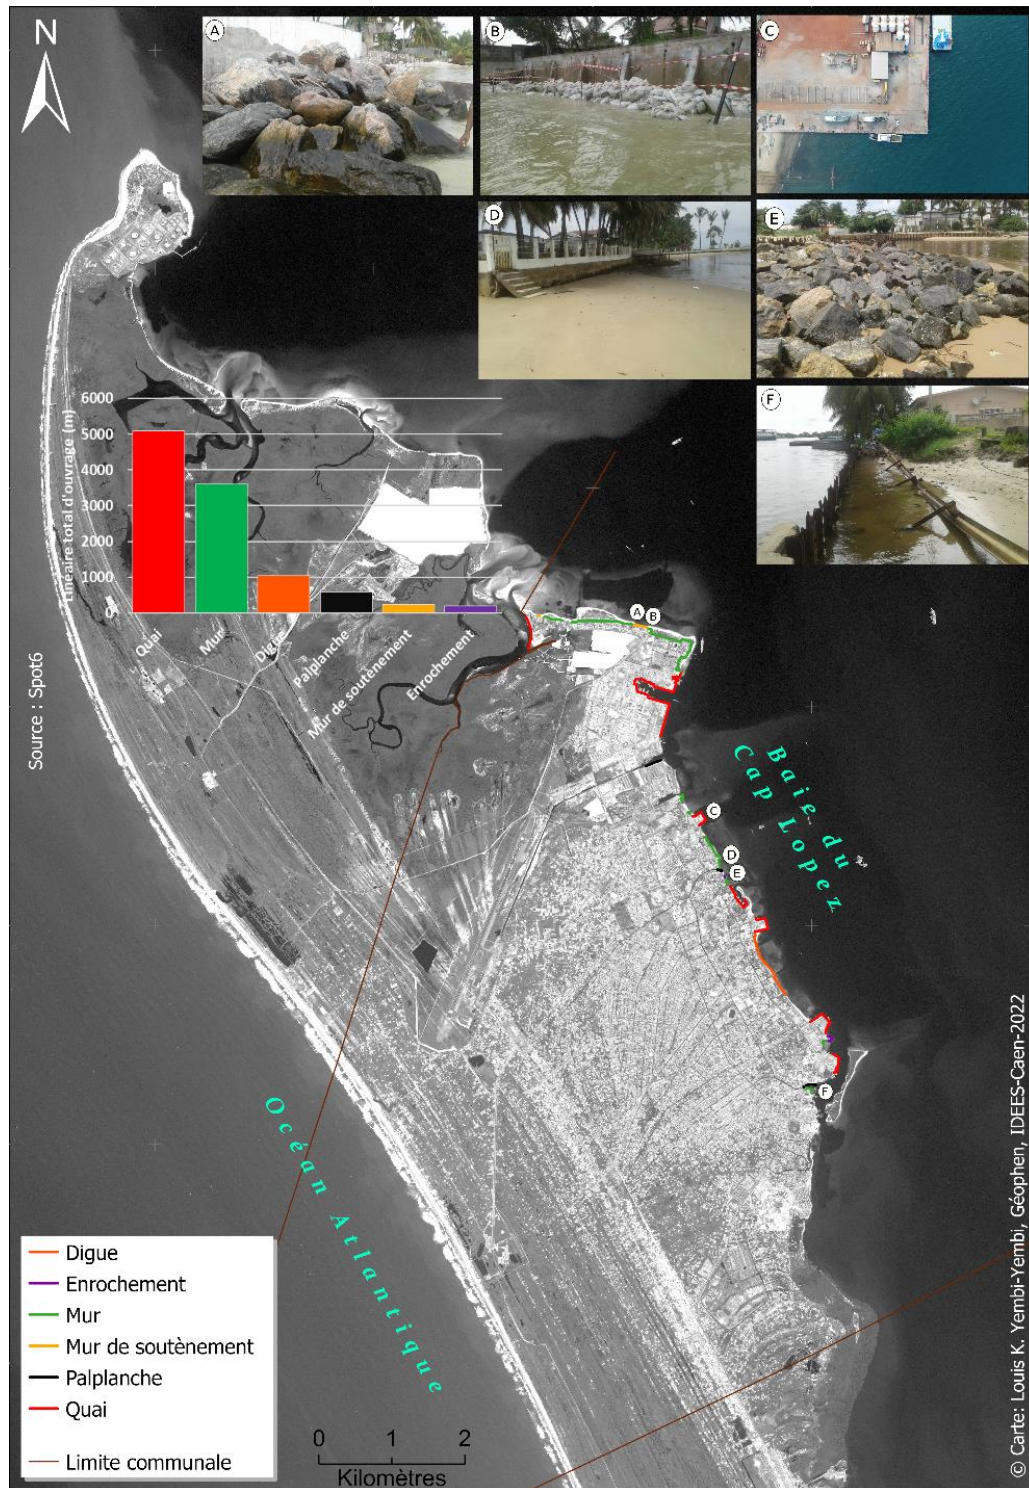 N
A
B
C
D
E
F
6000
5000
4000
3000
2000
1000
0
Linéaire total d'ouvrage (m)
Quai
Mur
Digue
Palplanche
Mur de soutènement
Enrochement
A
B
C
D
E
F
Baie du
Cap Lopez
Océan Atlantique
Source : Spot6
Digue
Enrochement
Mur
Mur de soutènement
Palplanche
Quai
Limite communale
0 1 2
Kilomètres
© Carte: Louis K. Yembi-Yembi, Géophen, IDEES-Caen-2022